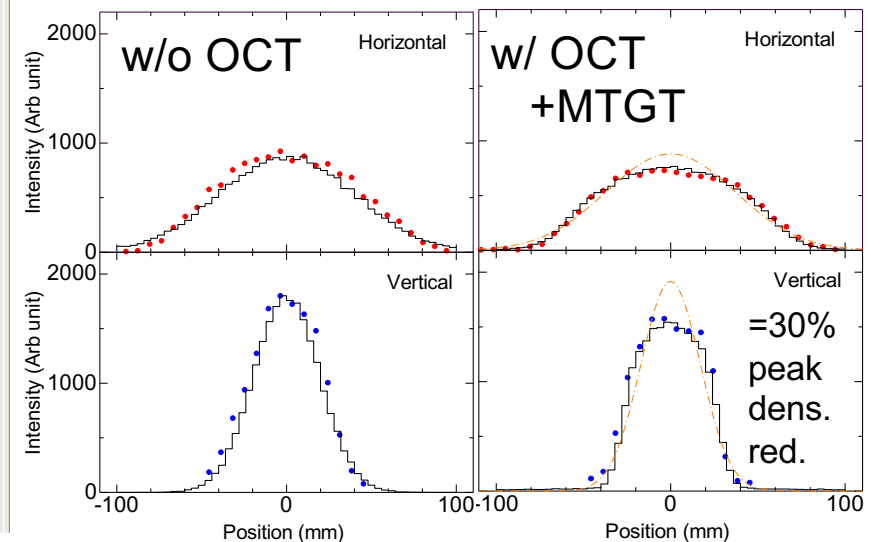 w/o OCT
Horizontal
2000
1000
0
Intensity (Arb unit)
w/ OCT
+MTGT
Horizontal
Vertical
2000
1000
0
Intensity (Arb unit)
-100
0
100
Position (mm)
Vertical
=30%
peak
dens.
red.
-100
0
100
Position (mm)